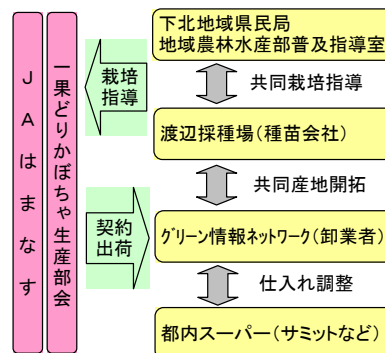 JAはまなす
一果どりかぼちゃ生産部会
栽培
指導
契約
出荷
下北地域県民局
地域農林水産部普及指導室
共同栽培指導
渡辺採種場(種苗会社)
共同産地開拓
グリーン情報ネットワーク(卸業者)
仕入れ調整
都内スーパー(サミットなど)